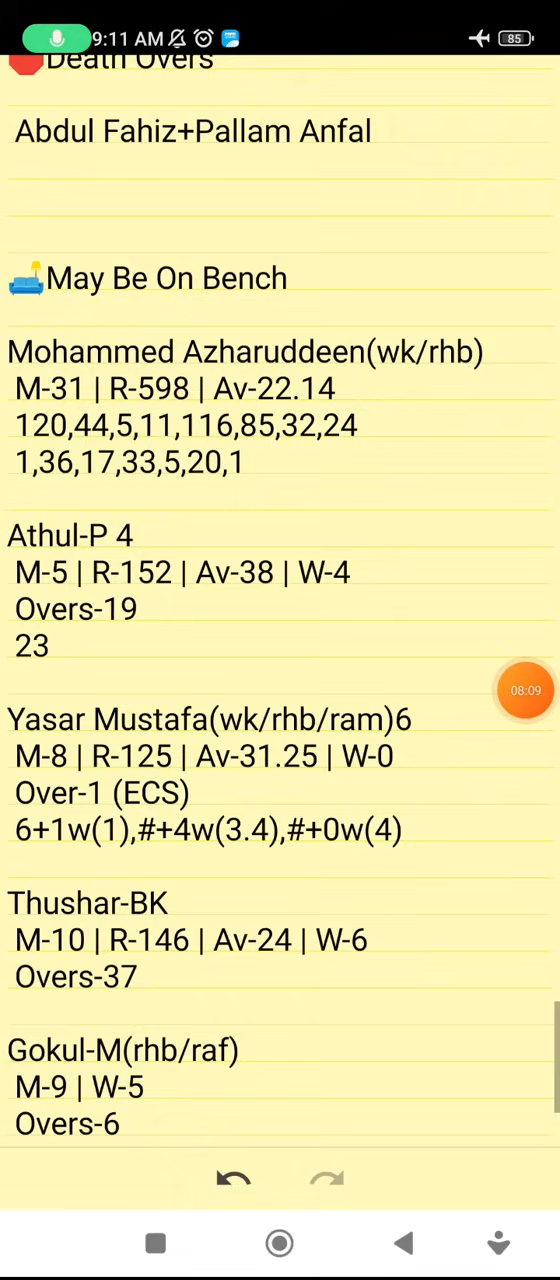 9:11 AM
85
Death Overs
Abdul Fahiz+Pallam Anfal
May Be On Bench
Mohammed Azharuddeen(wk/rhb)
M-31 | R-598 | Av-22.14
120,44,5,11,116,85,32,24
1,36,17,33,5,20,1
Athul-P 4
M-5 | R-152 | Av-38 | W-4
Overs-19
23
08:09
Yasar Mustafa(wk/rhb/ram)6
M-8 | R-125 | Av-31.25 | W-0
Over-1 (ECS)
6+1w(1),#+4w(3.4),#+0w(4)
Thushar-BK
M-10 | R-146 | Av-24 | W-6
Overs-37
Gokul-M(rhb/raf)
M-9 | W-5
Overs-6